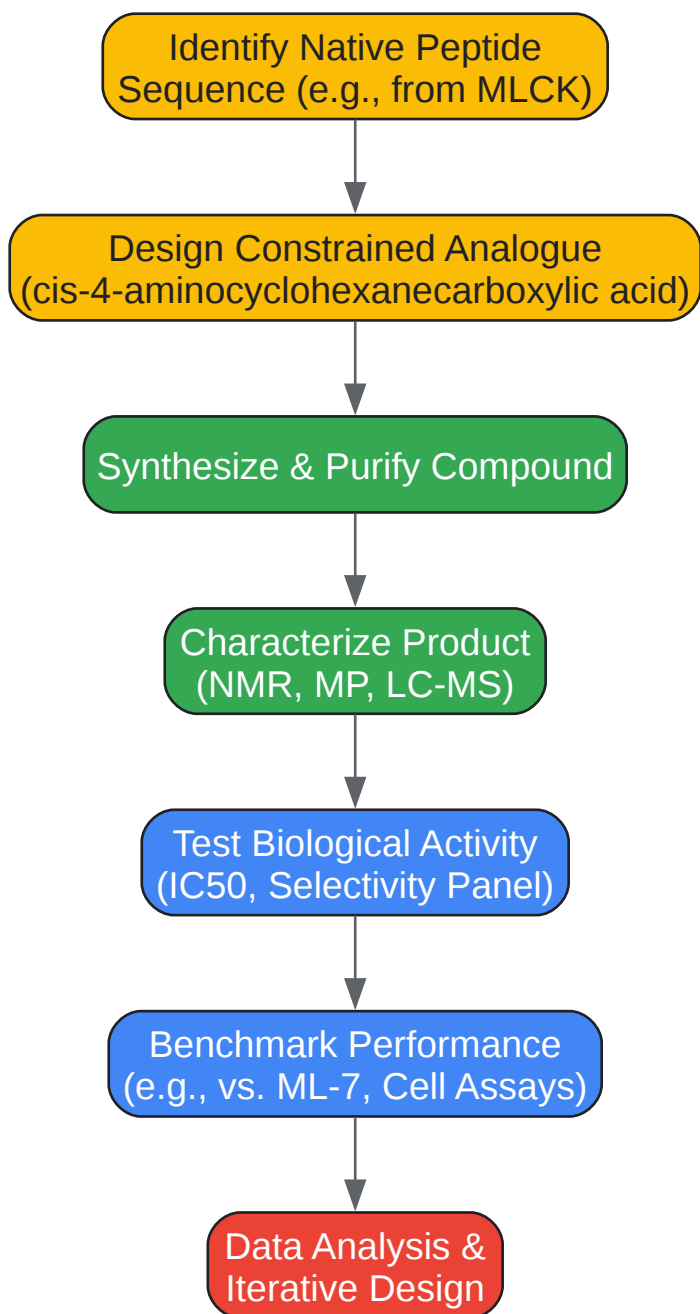 Identify Native Peptide
Sequence (e.g., from MLCK)
Design Constrained Analogue
(cis-4-aminocyclohexanecarboxylic acid)
Synthesize & Purify Compound
Characterize Product
(NMR, MP, LC-MS)
Test Biological Activity
(IC50, Selectivity Panel)
Benchmark Performance
(e.g., vs. ML-7, Cell Assays)
Data Analysis &
Iterative Design